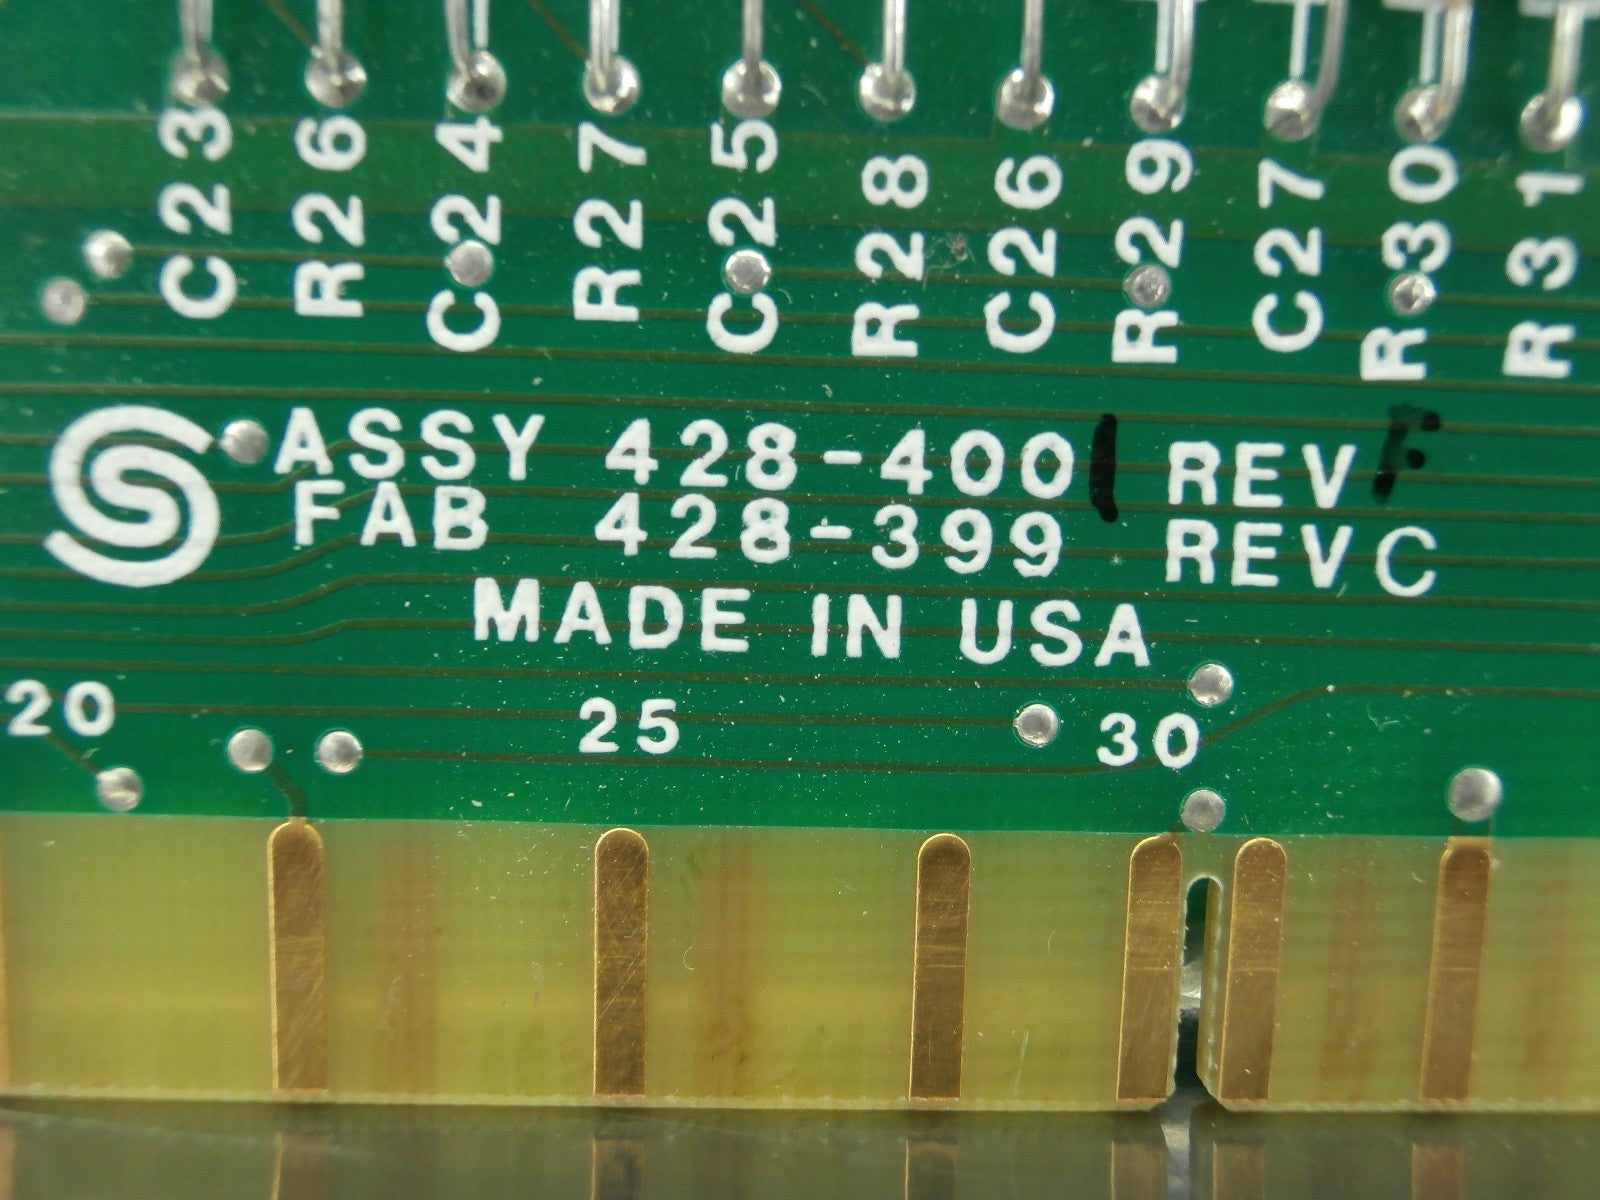 C23 R26 C24 R27 C25 R28 C26 R29 C27 R30 R31
ASSY 428-4001 REV F
FAB 428-399 REV C
MADE IN USA
20 25 30